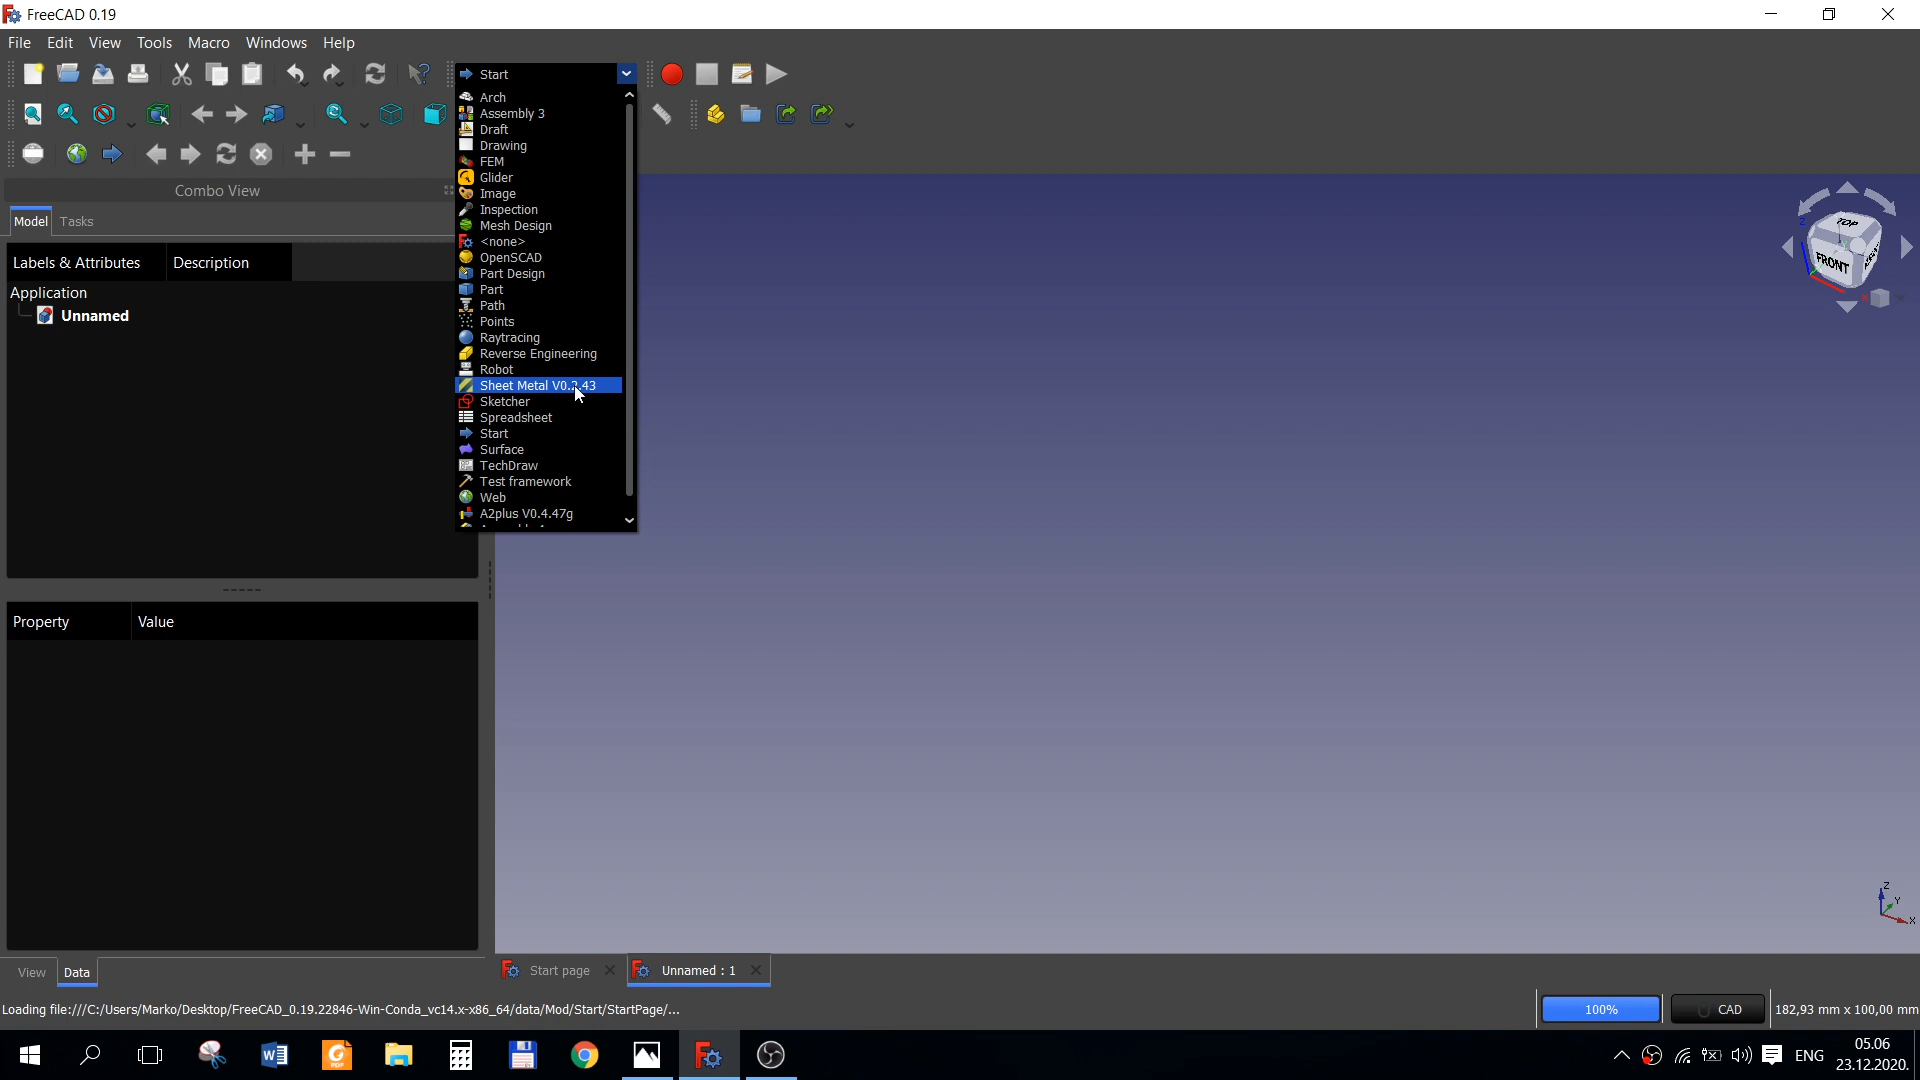 FreeCAD 0.19
File Edit View Tools Macro Windows Help
Start
Arch
Assembly 3
Draft
Drawing
FEM
Glider
Image
Inspection
Mesh Design
<none>
OpenSCAD
Part Design
Part
Path
Points
Raytracing
Reverse Engineering
Robot
Sheet Metal V0.2.43
Sketcher
Spreadsheet
Start
Surface
TechDraw
Test framework
Web
A2plus V0.4.47g
Combo View
Model Tasks
Labels & Attributes Description
Application
Unnamed
Property Value
View Data
TOP
FRONT
Z
Z
Y
X
Start page
Unnamed : 1
Loading file:///C:/Users/Marko/Desktop/FreeCAD_0.19.22846-Win-Conda_vc14.x-x86_64/data/Mod/Start/StartPage/...
100%
CAD
182,93 mm x 100,00 mm
ENG
05.06
23.12.2020.